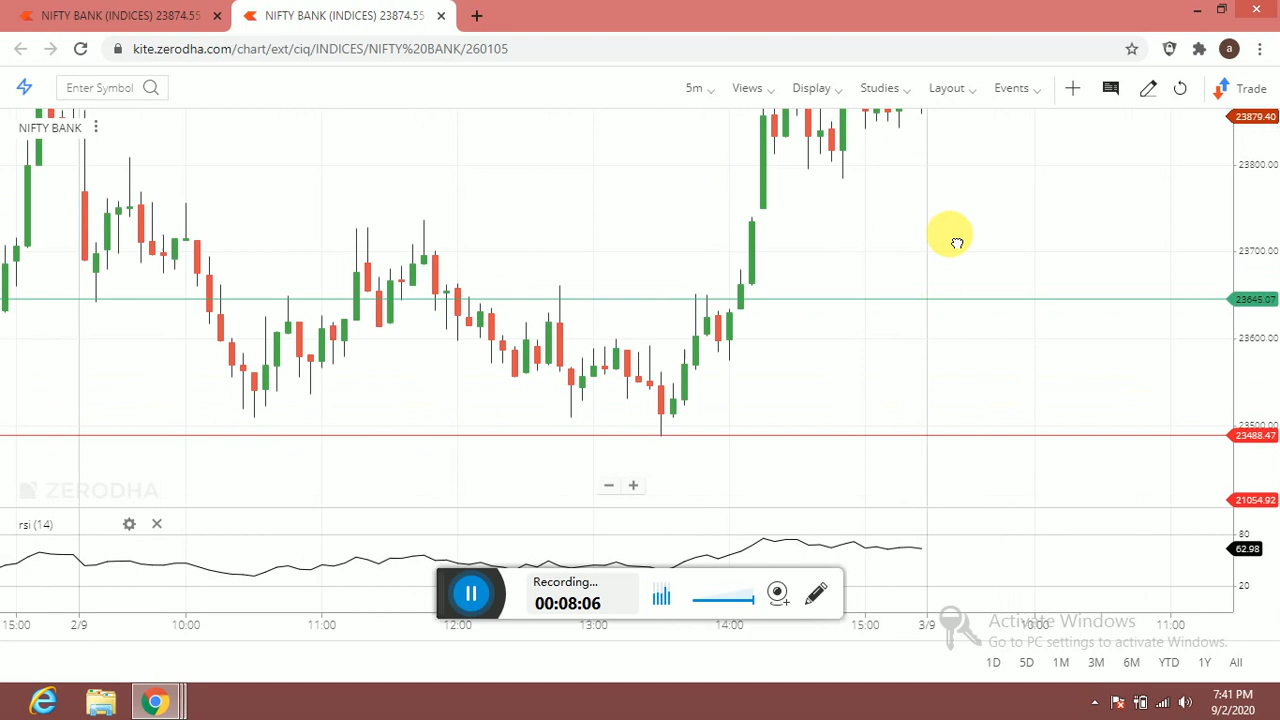 NIFTY BANK (INDICES) 23874.55
NIFTY BANK (INDICES) 23874.55
kite.zerodha.com/chart/ext/ciq/INDICES/NIFTY%20BANK/260105
a
Enter Symbol
5m
Views
Display
Studies
Layout
Events
Trade
NIFTY BANK
23879.40
23800.00
23700.00
23645.07
23600.00
23500.00
23488.47
ZERODHA
21054.92
rsi (14)
80
62.98
20
Recording...
00:08:06
15:00 2/9 10:00 11:00 12:00 13:00 14:00 15:00 3/9 10:00 11:00
Activate Windows
Go to PC settings to activate Windows.
1D 5D 1M 3M 6M YTD 1Y All
7:41 PM
9/2/2020